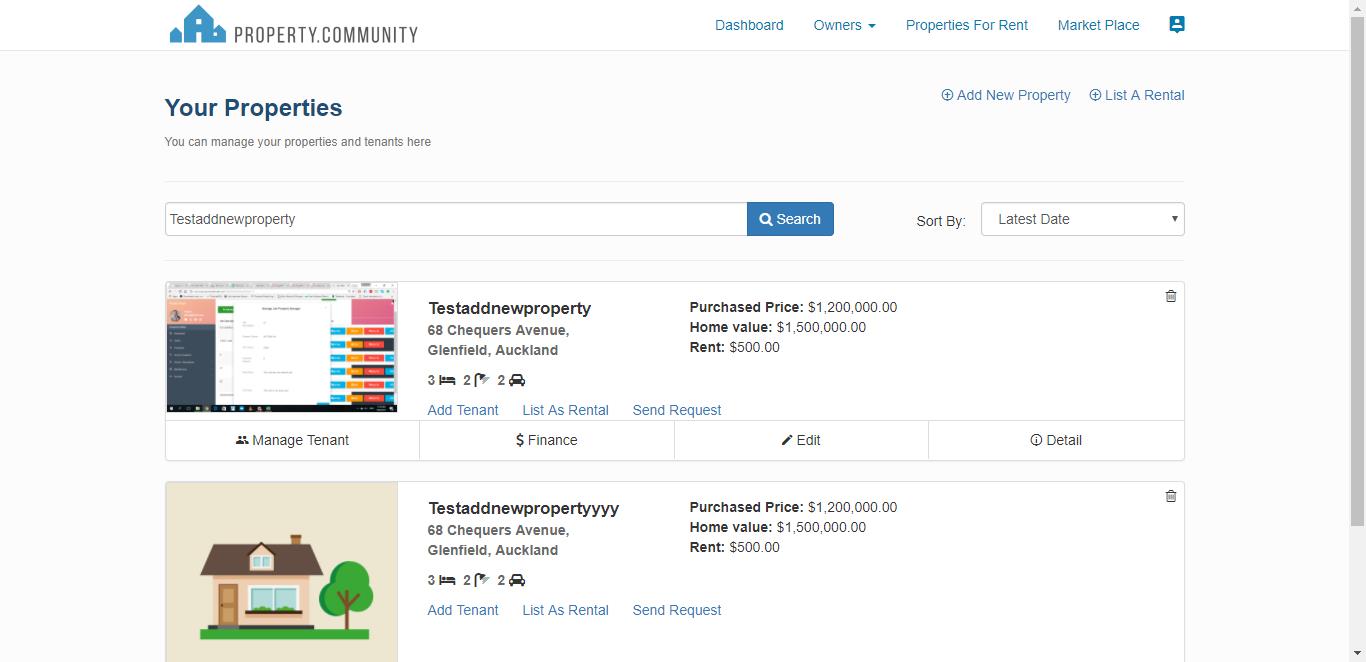 PROPERTY.COMMUNITY
Dashboard Owners Properties For Rent Market Place
Your Properties
Add New Property List A Rental
You can manage your properties and tenants here
Testaddnewproperty Search Sort By: Latest Date
Testaddnewproperty
68 Chequers Avenue,
Glenfield, Auckland
3 2 2
Add Tenant List As Rental Send Request
Purchased Price: $1,200,000.00
Home value: $1,500,000.00
Rent: $500.00
Manage Tenant $ Finance Edit Detail
Testaddnewpropertyyyy
68 Chequers Avenue,
Glenfield, Auckland
3 2 2
Add Tenant List As Rental Send Request
Purchased Price: $1,200,000.00
Home value: $1,500,000.00
Rent: $500.00